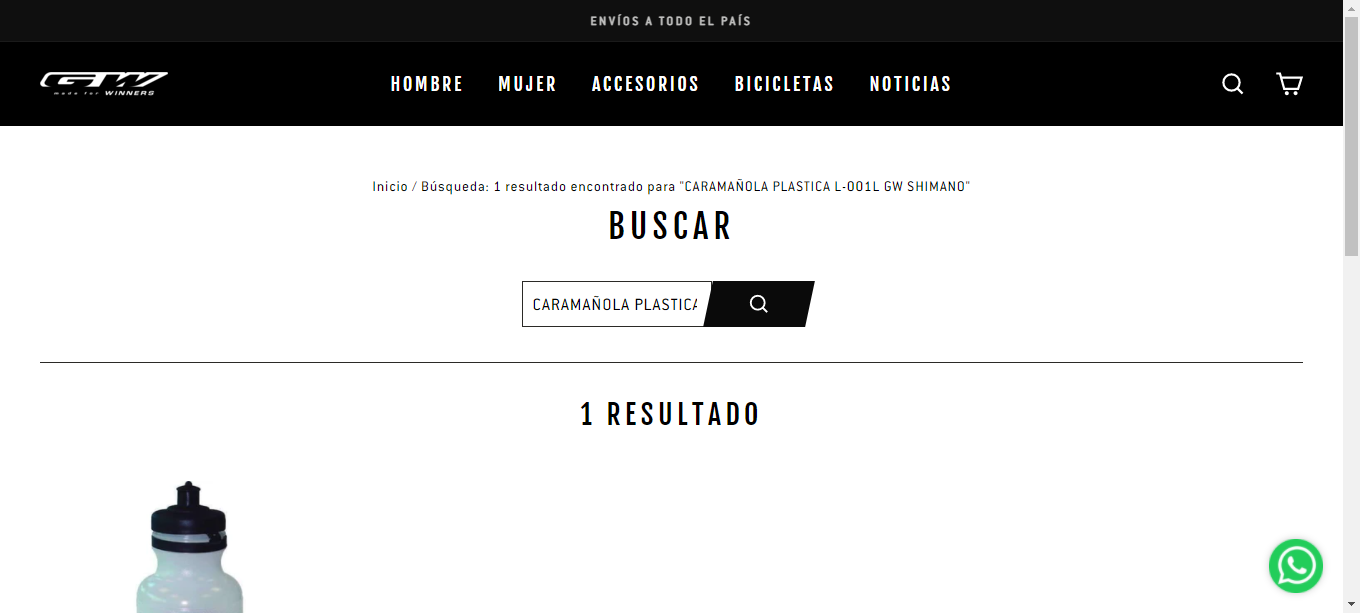 ENVÍOS A TODO EL PAÍS
GW
made for WINNERS
HOMBRE MUJER ACCESORIOS BICICLETAS NOTICIAS
Inicio / Búsqueda: 1 resultado encontrado para "CARAMAÑOLA PLASTICA L-001L GW SHIMANO"
BUSCAR
CARAMAÑOLA PLASTICA
1 RESULTADO